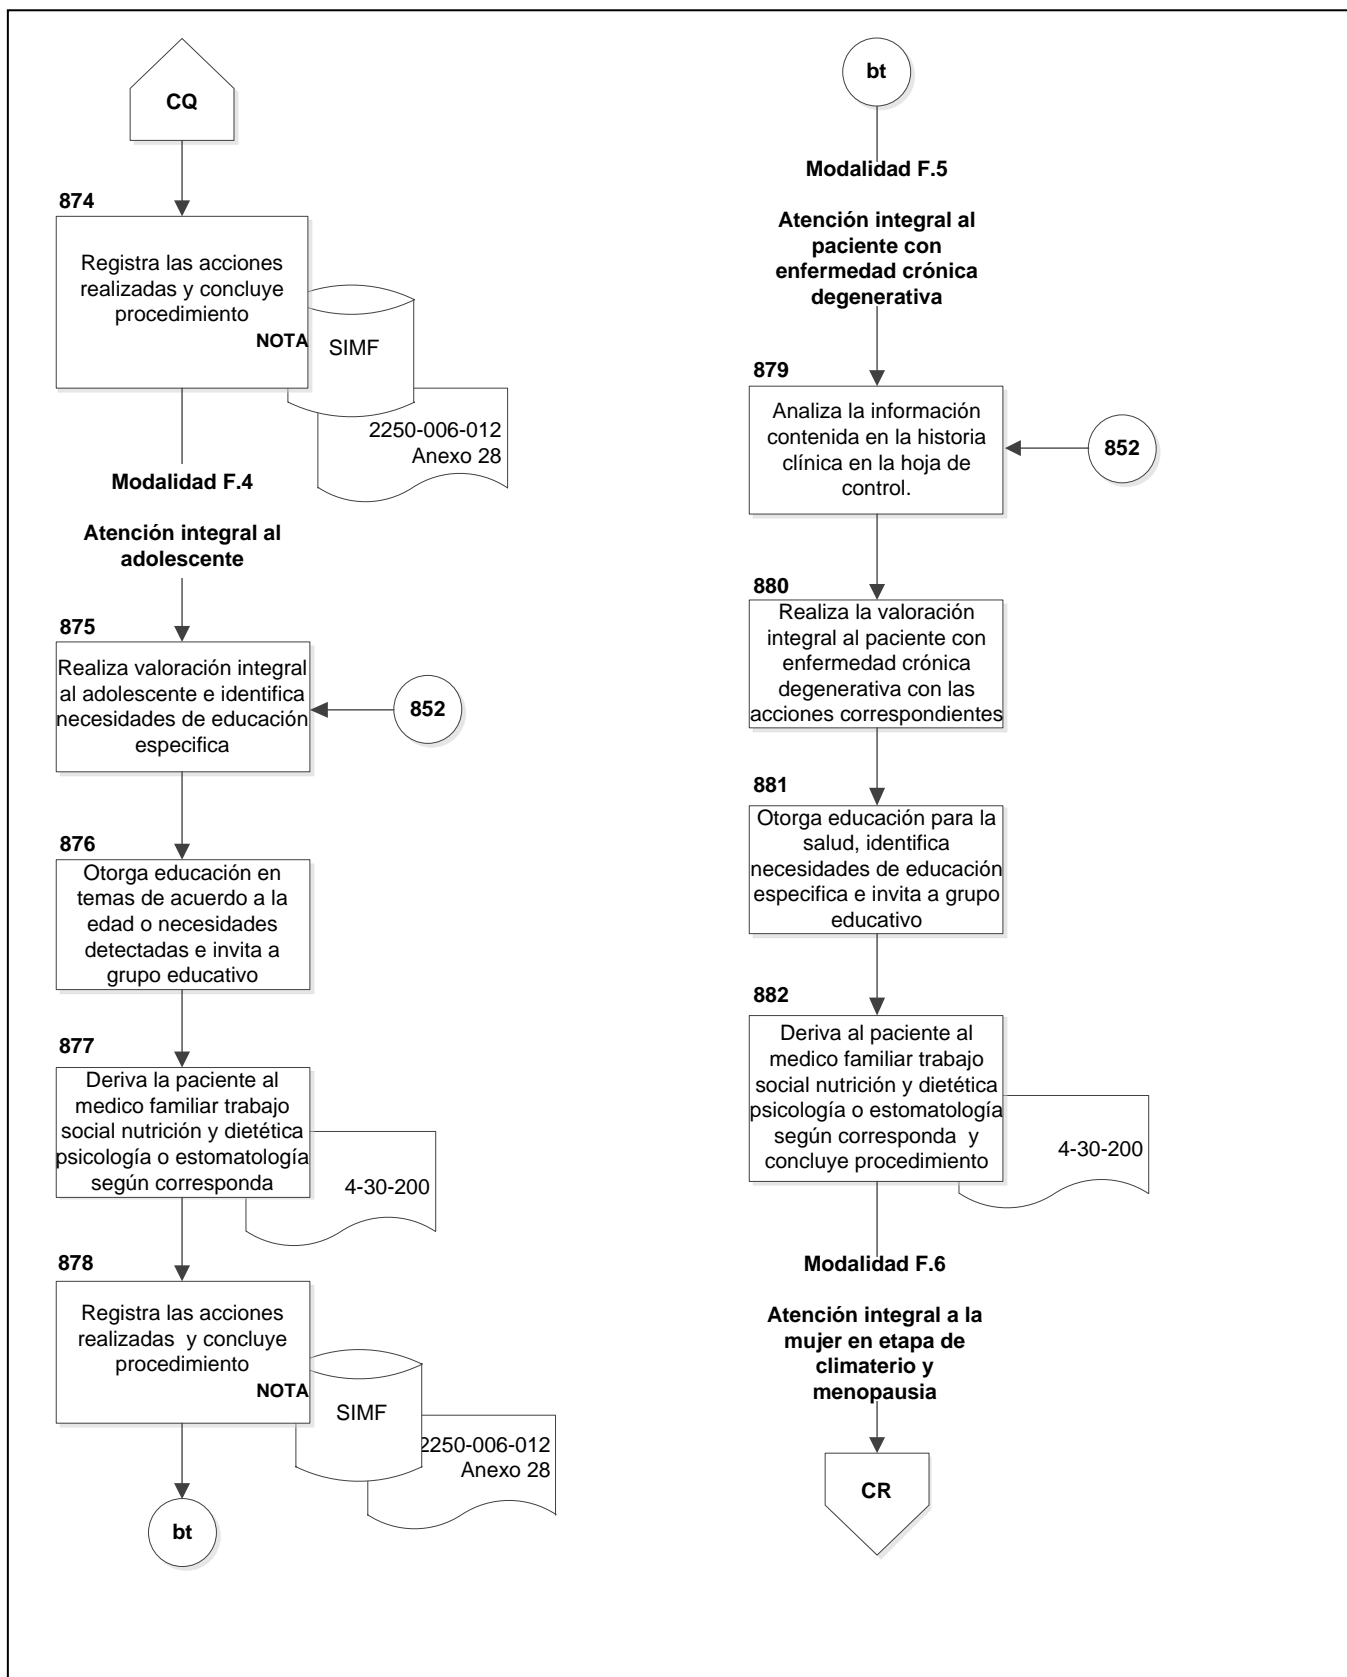 CQ
874
Registra las acciones
realizadas y concluye
procedimiento
NOTA
SIMF
2250-006-012
Anexo 28
Modalidad F.4
Atención integral al
adolescente
875
Realiza valoración integral
al adolescente e identifica
necesidades de educación
especifica
852
876
Otorga educación en
temas de acuerdo a la
edad o necesidades
detectadas e invita a
grupo educativo
877
Deriva la paciente al
medico familiar trabajo
social nutrición y dietética
psicología o estomatología
según corresponda
4-30-200
878
Registra las acciones
realizadas  y concluye
procedimiento
NOTA
SIMF
2250-006-012
Anexo 28
bt
bt
Modalidad F.5
Atención integral al
paciente con
enfermedad crónica
degenerativa
879
Analiza la información
contenida en la historia
clínica en la hoja de
control.
852
880
Realiza la valoración
integral al paciente con
enfermedad crónica
degenerativa con las
acciones correspondientes
881
Otorga educación para la
salud, identifica
necesidades de educación
especifica e invita a grupo
educativo
882
Deriva al paciente al
medico familiar trabajo
social nutrición y dietética
psicología o estomatología
según corresponda  y
concluye procedimiento
4-30-200
Modalidad F.6
Atención integral a la
mujer en etapa de
climaterio y
menopausia
CR